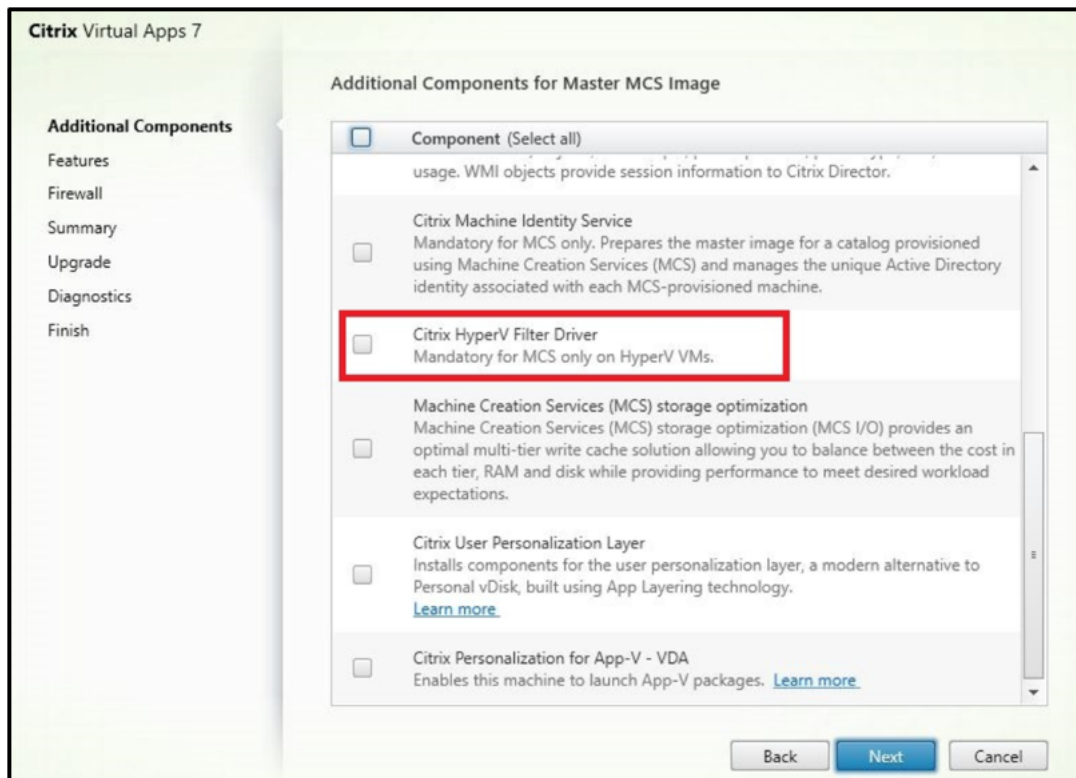 Citrix Virtual Apps 7
Additional Components
Features
Firewall
Summary
Upgrade
Diagnostics
Finish
Additional Components for Master MCS Image
Component (Select all)
usage. WMI objects provide session information to Citrix Director.
Citrix Machine Identity Service
Mandatory for MCS only. Prepares the master image for a catalog provisioned
using Machine Creation Services (MCS) and manages the unique Active Directory
identity associated with each MCS-provisioned machine.
Citrix HyperV Filter Driver
Mandatory for MCS only on HyperV VMs.
Machine Creation Services (MCS) storage optimization
Machine Creation Services (MCS) storage optimization (MCS I/O) provides an
optimal multi-tier write cache solution allowing you to balance between the cost in
each tier, RAM and disk while providing performance to meet desired workload
expectations.
Citrix User Personalization Layer
Installs components for the user personalization layer, a modern alternative to
Personal vDisk, built using App Layering technology.
Learn more
Citrix Personalization for App-V - VDA
Enables this machine to launch App-V packages. Learn more
Back
Next
Cancel